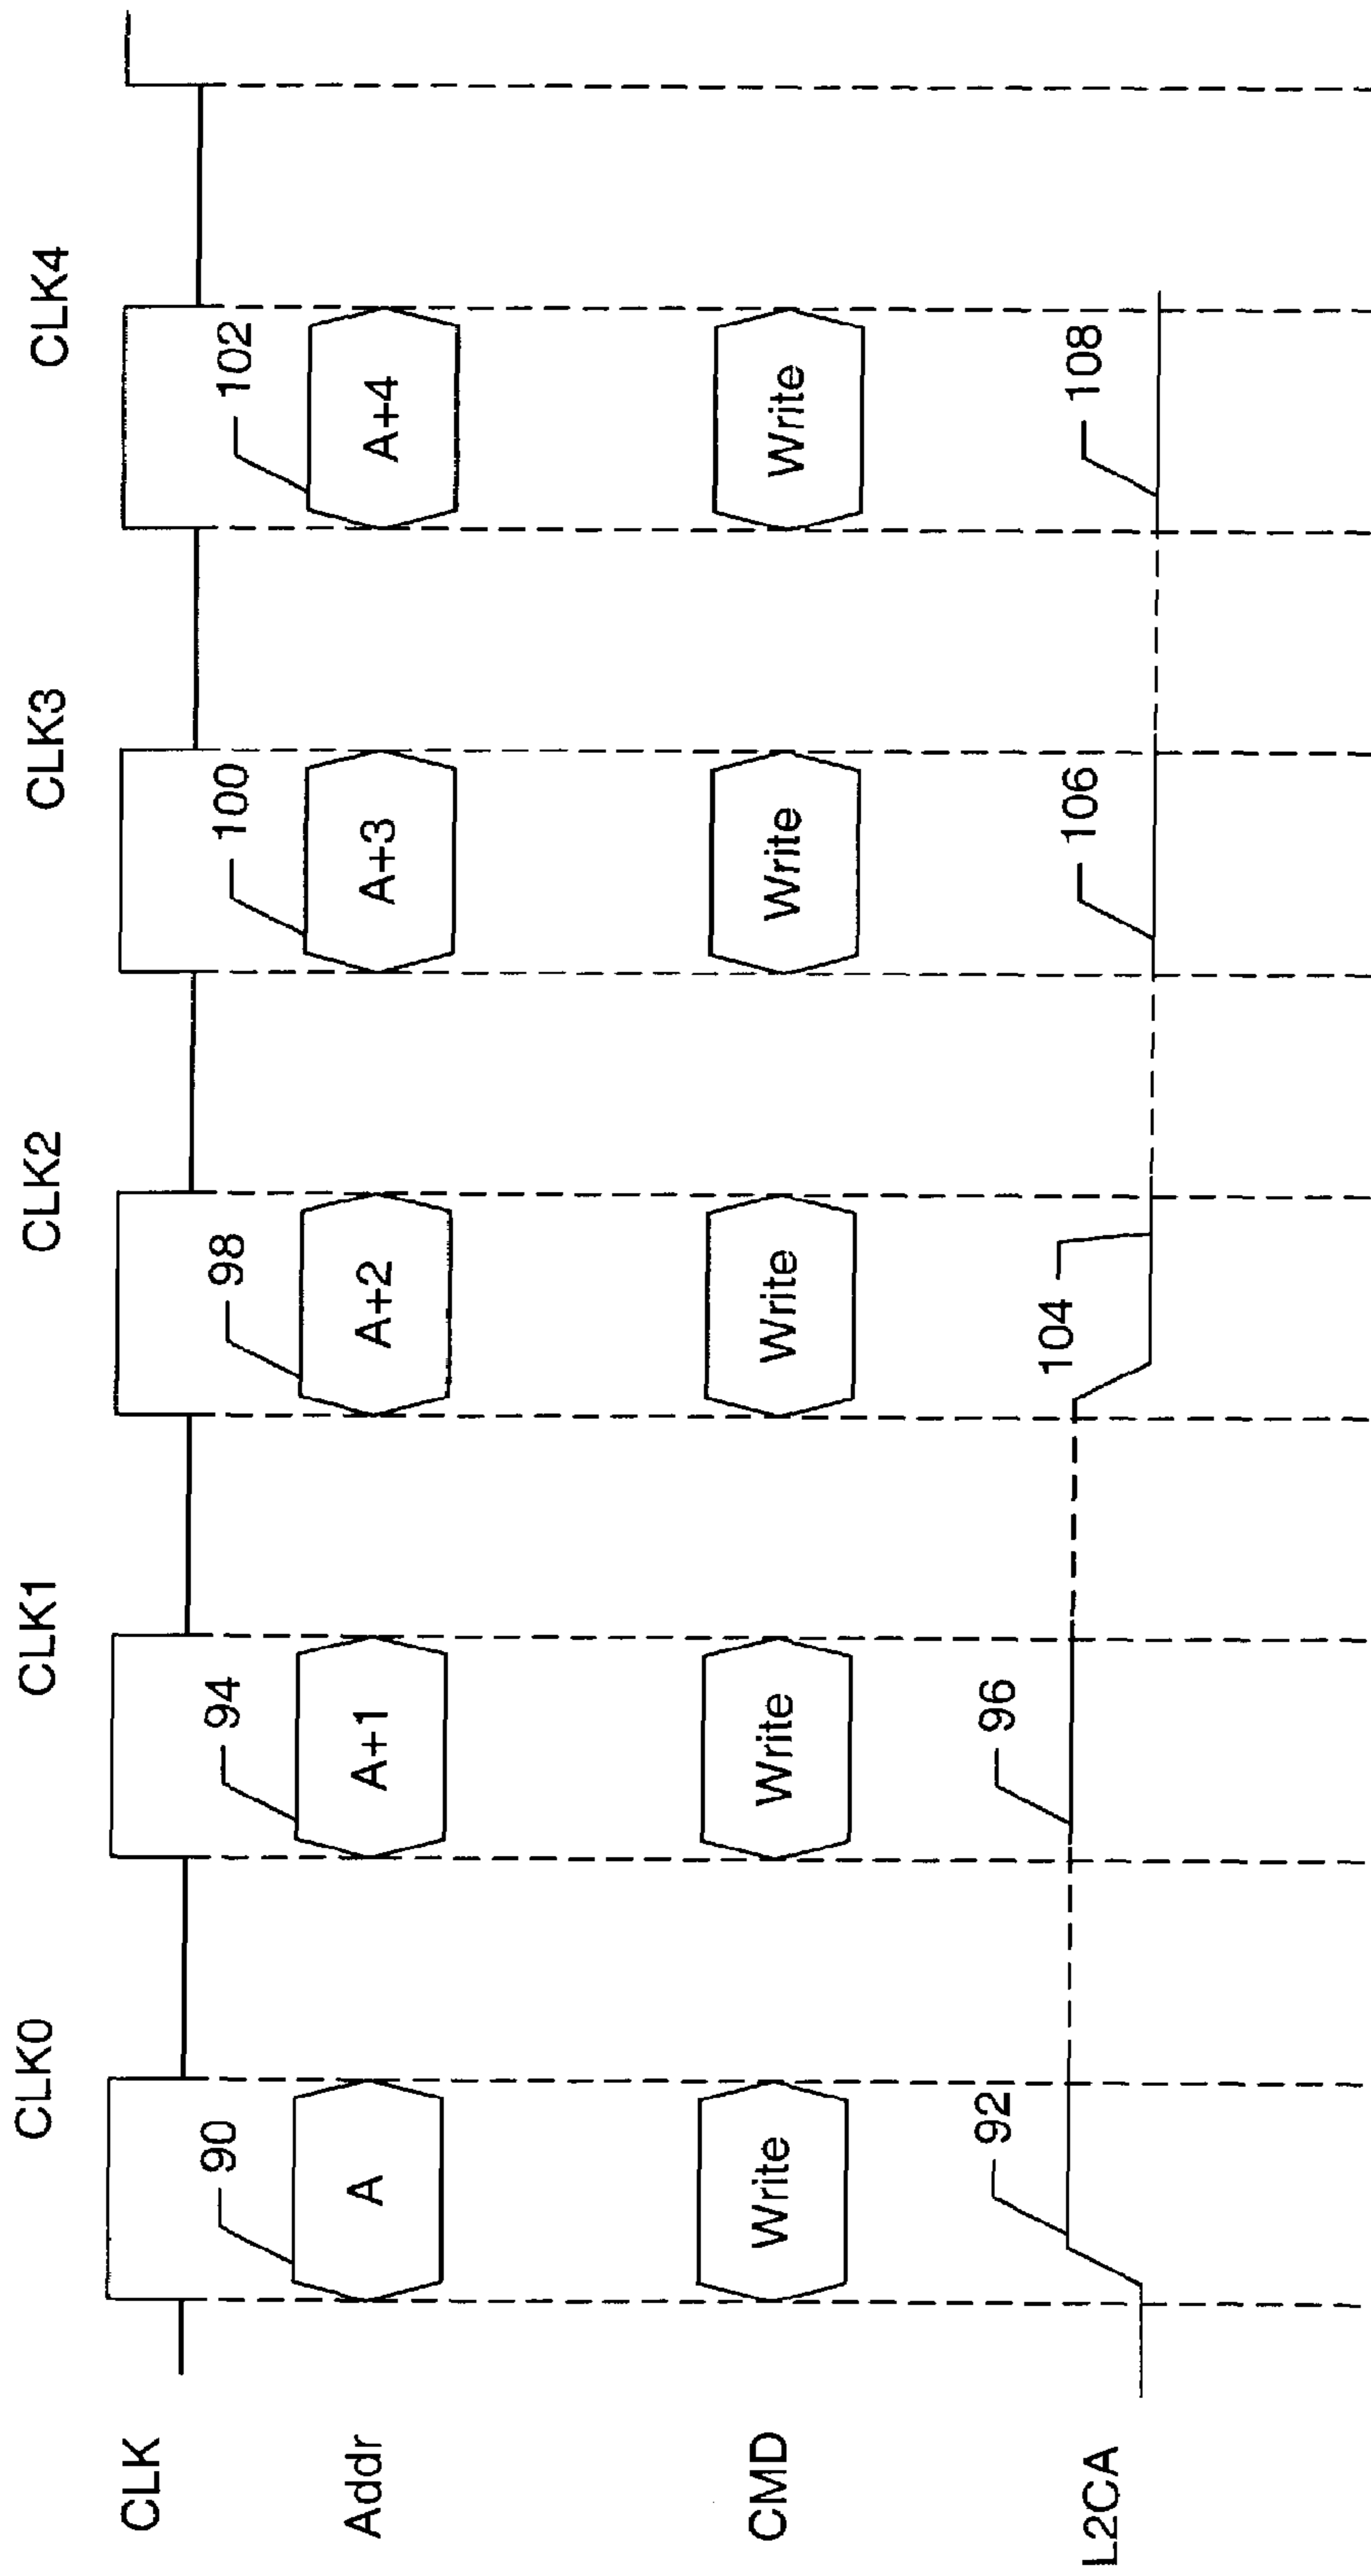 CLK0 CLK1 CLK2 CLK3 CLK4
CLK
90 94 98 100 102
Addr A A+1 A+2 A+3 A+4
CMD Write Write Write Write Write
92 96 104 106 108
L2CA